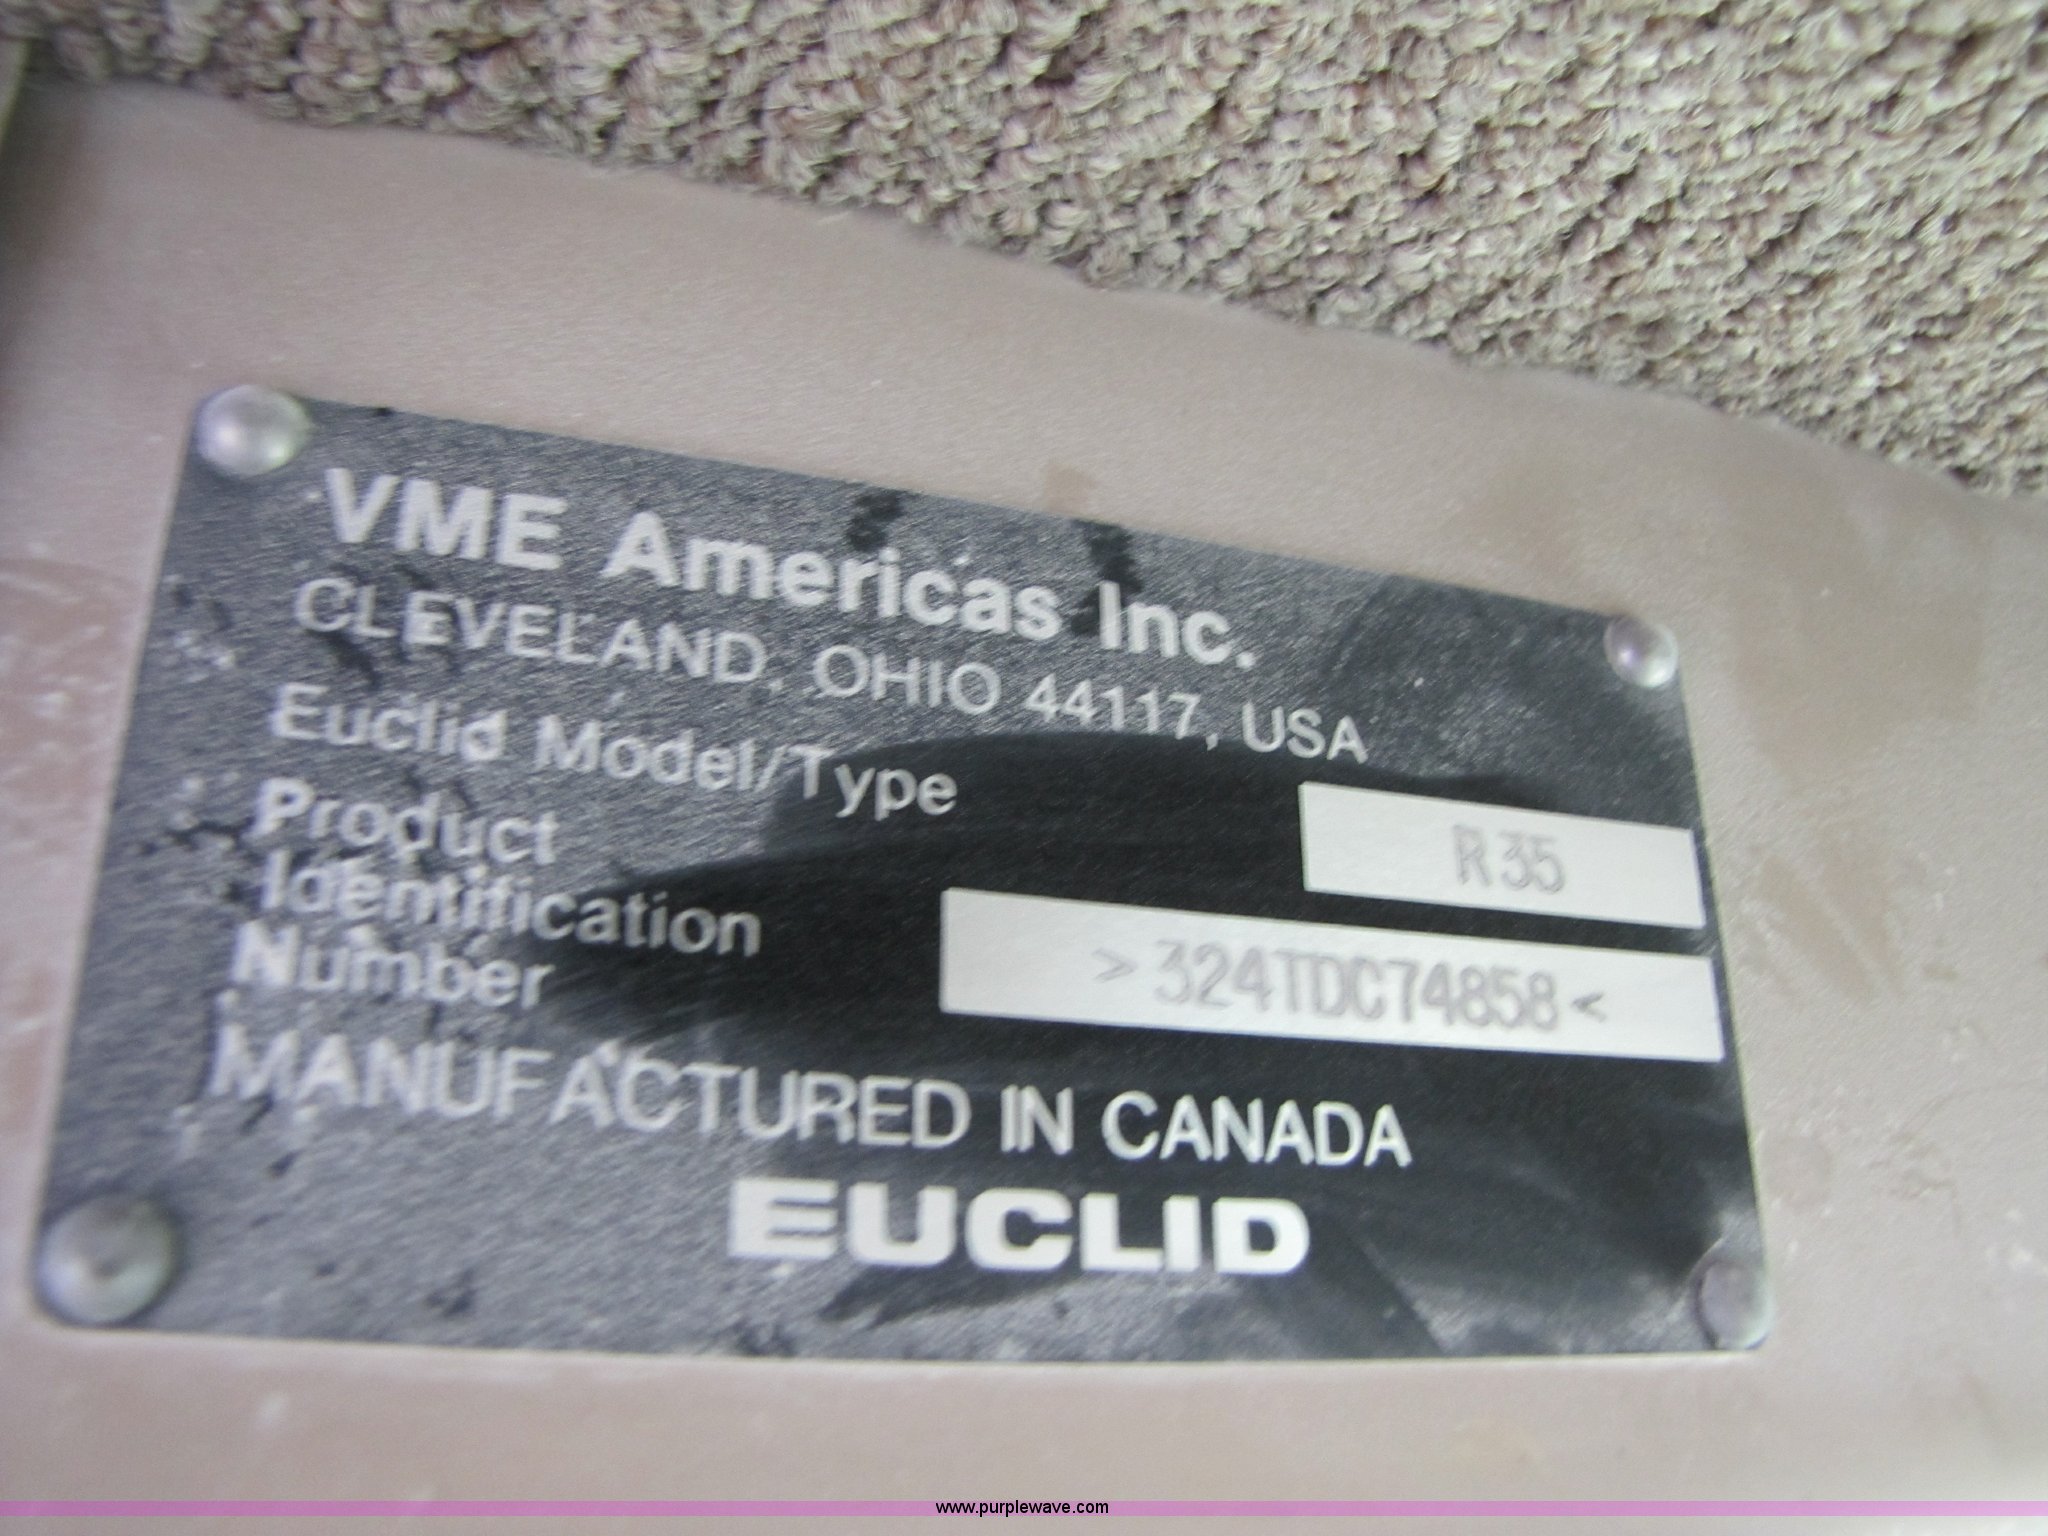 VME Americas Inc.
CLEVELAND, OHIO 44117, USA
Euclid Model/Type R35
Product
Identification
Number >324TDC74858<
MANUFACTURED IN CANADA
EUCLID
www.purplewave.com